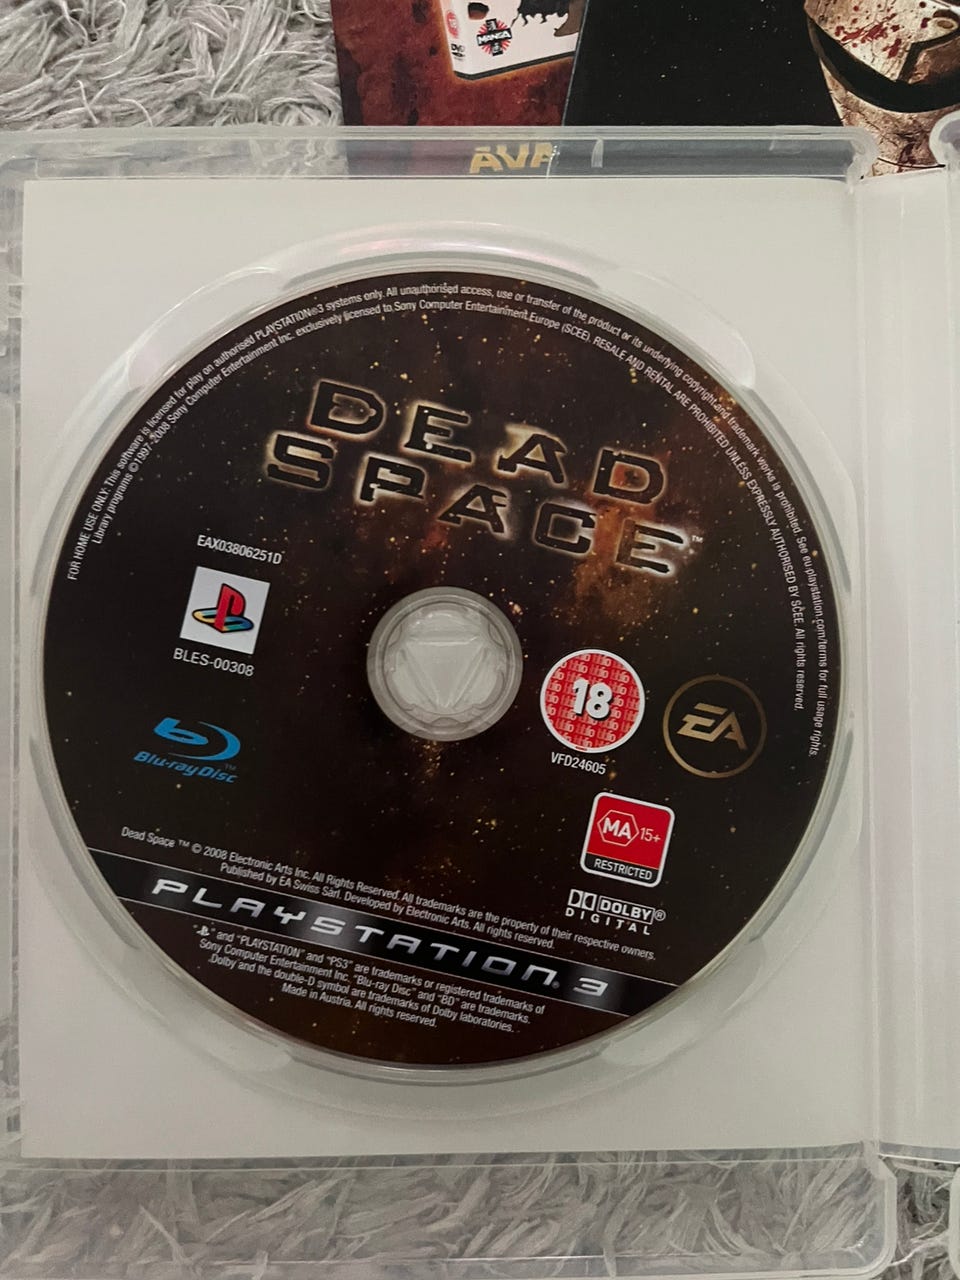 18
DVD
MANGA
AVA
FOR HOME USE ONLY: This software is licensed for play on authorised PLAYSTATION®3 systems only. All unauthorised access, use or transfer of the product or its underlying copyright and trademark works is prohibited. See eu.playstation.com/terms for full usage rights.
Library programs ©1997-2008 Sony Computer Entertainment Inc. exclusively licensed to Sony Computer Entertainment Europe (SCEE). RESALE AND RENTAL ARE PROHIBITED UNLESS EXPRESSLY AUTHORISED BY SCEE. All rights reserved.
DEAD
SPACE™
EAX03806251D
BLES-00308
18
VFD24605
EA
Blu-ray Disc™
MA 15+
RESTRICTED
DOLBY®
DIGITAL
Dead Space ™ © 2008 Electronic Arts Inc. All Rights Reserved. All trademarks are the property of their respective owners.
Published by EA Swiss Sàrl. Developed by Electronic Arts. All rights reserved.
PLAYSTATION®3
" " and "PLAYSTATION" and "PS3" are trademarks or registered trademarks of
Sony Computer Entertainment Inc. "Blu-ray Disc" and "BD" are trademarks.
Dolby and the double-D symbol are trademarks of Dolby laboratories.
Made in Austria. All rights reserved.